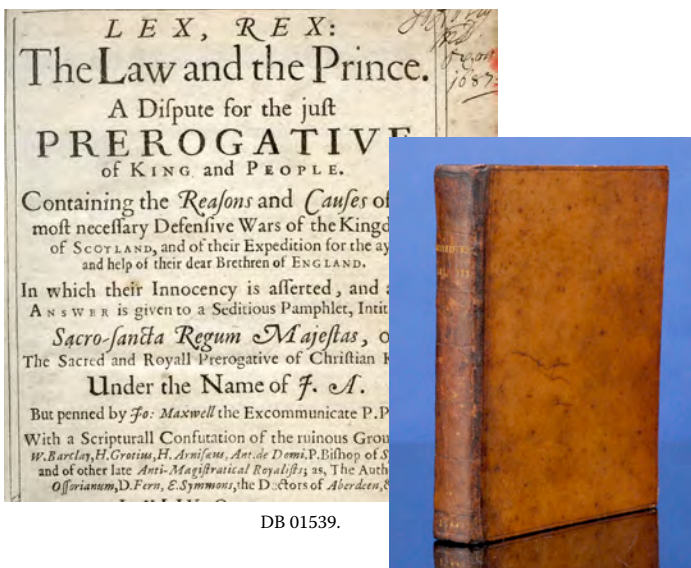 LEX, REX:
The Law and the Prince.
A Diſpute for the juſt
PREROGATIVE
of KING and PEOPLE.
Containing the Reaſons and Cauſes of
moſt neceſſary Defenſive Wars of the Kingd
of SCOTLAND, and of their Expedition for the ay
and help of their dear Brethren of ENGLAND.
In which their Innocency is aſſerted, and a
ANSWER is given to a Seditious Pamphlet, Intit
Sacro-ſancta Regum Majeſtas, o
The Sacred and Royall Prerogative of Chriſtian K
Under the Name of J. A.
But penned by Jo: Maxwell the Excommunicate P. P
With a Scripturall Confutation of the ruinous Grou
W. Barclay, H. Grotius, H. Arniſæus, Ant. de Domi. P. Biſhop of S
and of other late Anti-Magiſtratical Royaliſts; as, The Auth
Oſſorianum, D. Fern, E. Symmons, the Doctors of Aberdeen, &
1687
DB 01539.